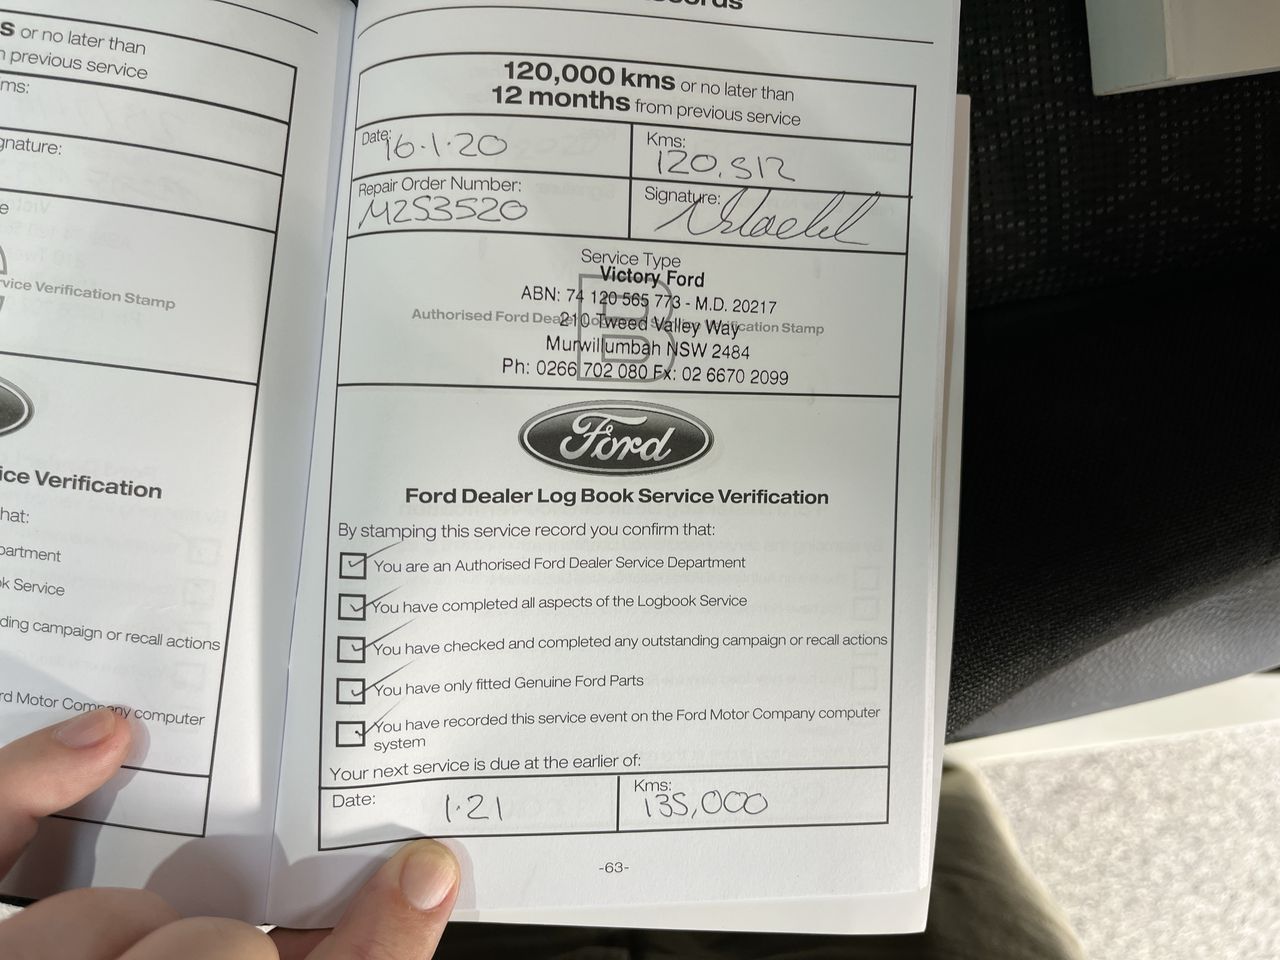 s or no later than
previous service
ms:
nature:
e
vice Verification Stamp
ice Verification
hat:
partment
k Service
ding campaign or recall actions
rd Motor Company computer
120,000 kms or no later than
12 months from previous service
Date: 16.1.20
Kms: 120,512
Repair Order Number: M253520
Signature:
Service Type
B
Victory Ford
ABN: 74 120 565 773 - M.D. 20217
Authorised Ford Dealer Verification Stamp
210 Tweed Valley Way
Murwillumbah NSW 2484
Ph: 0266 702 080 Fx: 02 6670 2099
Ford
Ford Dealer Log Book Service Verification
By stamping this service record you confirm that:
You are an Authorised Ford Dealer Service Department
You have completed all aspects of the Logbook Service
You have checked and completed any outstanding campaign or recall actions
You have only fitted Genuine Ford Parts
You have recorded this service event on the Ford Motor Company computer
system
Your next service is due at the earlier of:
Date: 1.21
Kms: 135,000
-63-